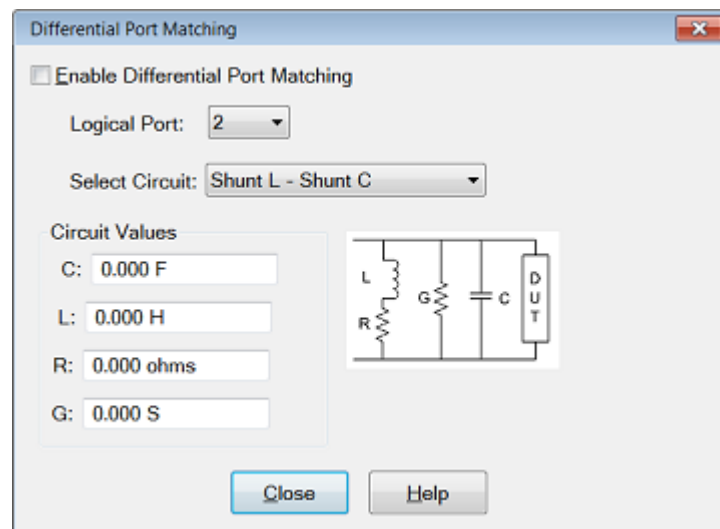 Differential Port Matching
Enable Differential Port Matching
Logical Port: 2
Select Circuit: Shunt L - Shunt C
Circuit Values
C: 0.000 F
L: 0.000 H
R: 0.000 ohms
G: 0.000 S
L
R
G
C
DUT
Close Help